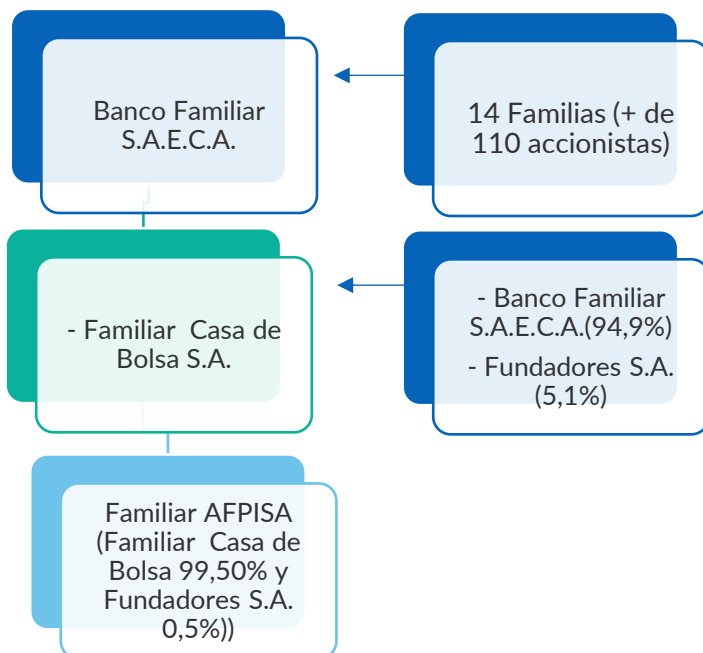 Banco Familiar
S.A.E.C.A.
14 Familias (+ de
110 accionistas)
- Familiar Casa de
Bolsa S.A.
- Banco Familiar
S.A.E.C.A.(94,9%)
- Fundadores S.A.
(5,1%)
Familiar AFPISA
(Familiar Casa de
Bolsa 99,50% y
Fundadores S.A.
0,5%))